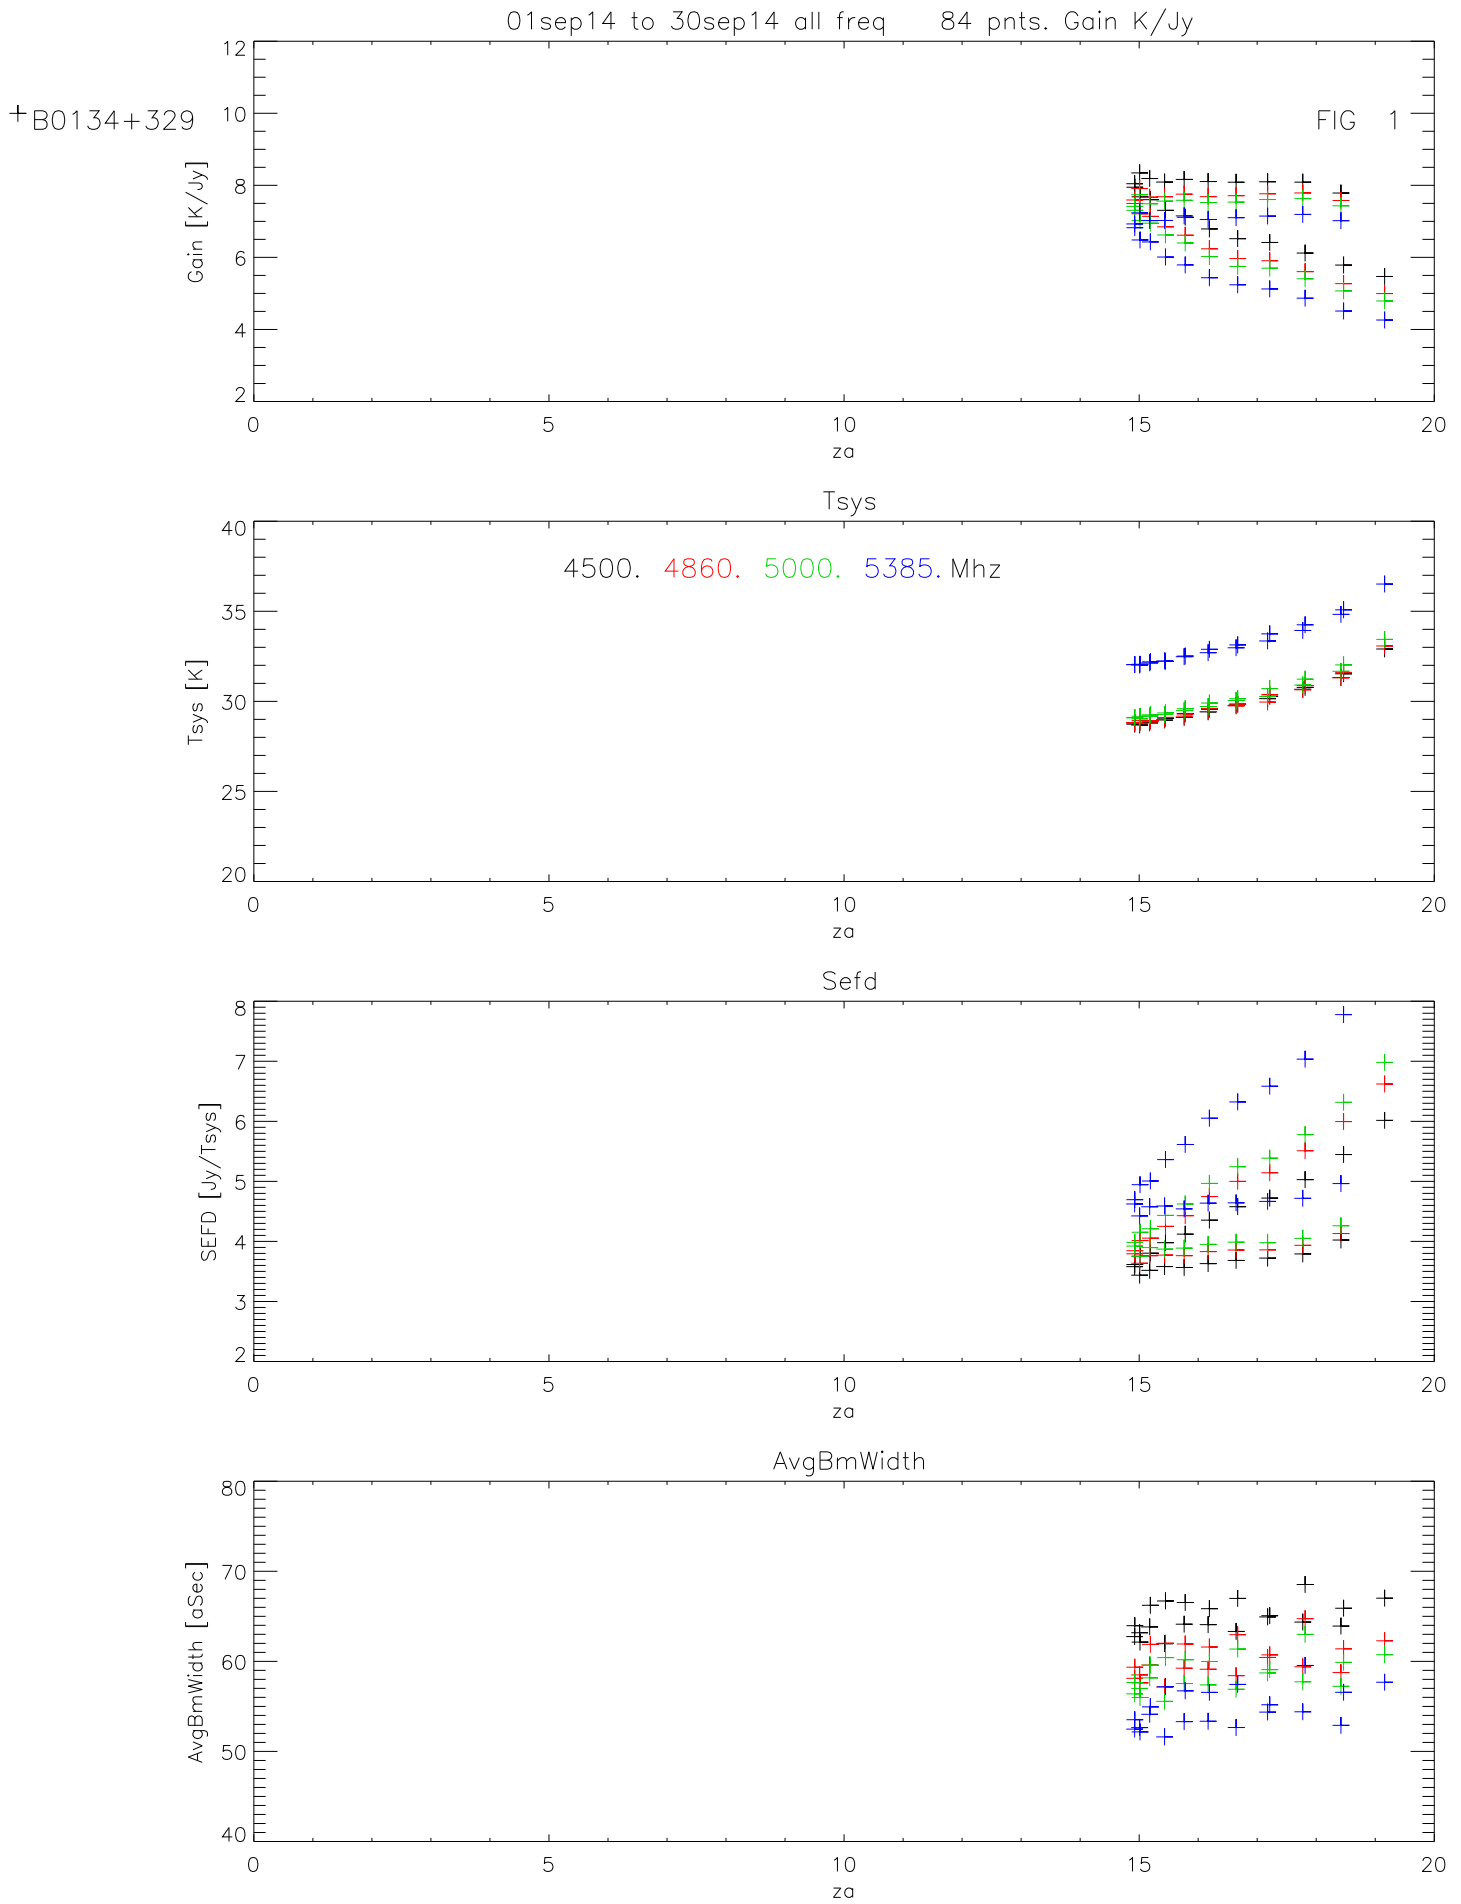 01sep14 to 30sep14 all freq 84 pnts. Gain K/Jy
+B0134+329
FIG 1
Gain [K/Jy]
12
10
8
6
4
2
0 5 10 15 20
za
Tsys
4500. 4860. 5000. 5385. Mhz
Tsys [K]
40
35
30
25
20
0 5 10 15 20
za
Sefd
SEFD [Jy/Tsys]
8
7
6
5
4
3
2
0 5 10 15 20
za
AvgBmWidth
AvgBmWidth [aSec]
80
70
60
50
40
0 5 10 15 20
za